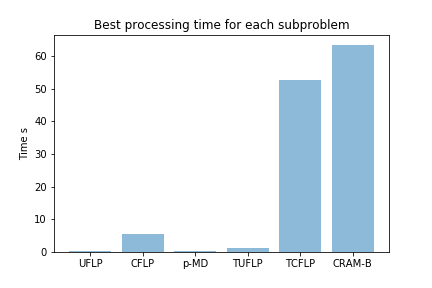 Best processing time for each subproblem
Time s
60
50
40
30
20
10
0
UFLP CFLP p-MD TUFLP TCFLP CRAM-B